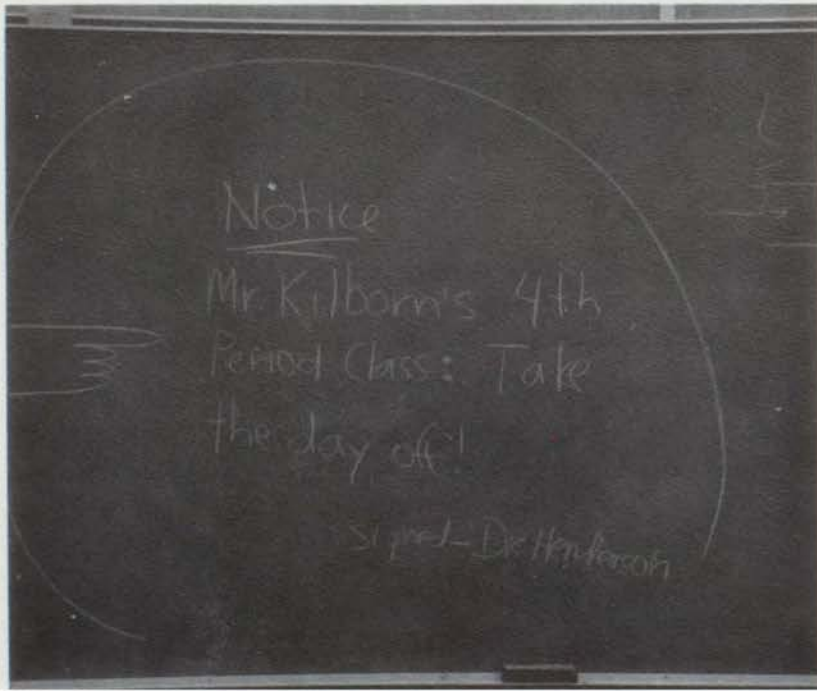 Notice
Mr. Kilborn's 4th
Period Class: Take
the day off!
signed - Dr. Henderson